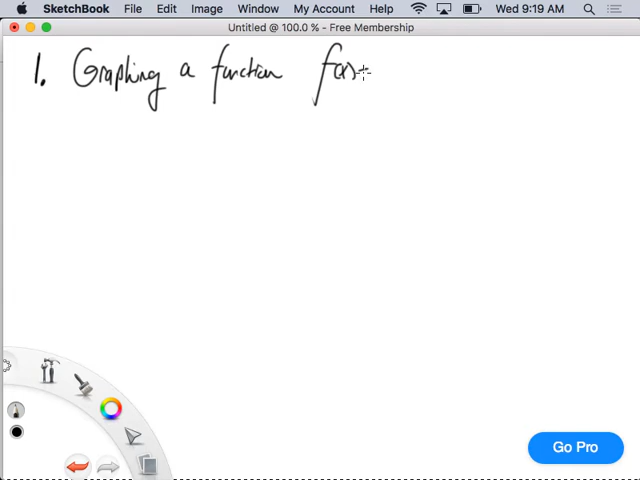 SketchBook File Edit Image Window My Account Help Wed 9:19 AM
Untitled @ 100.0 % - Free Membership
1. Graphing a function f(x)
Go Pro